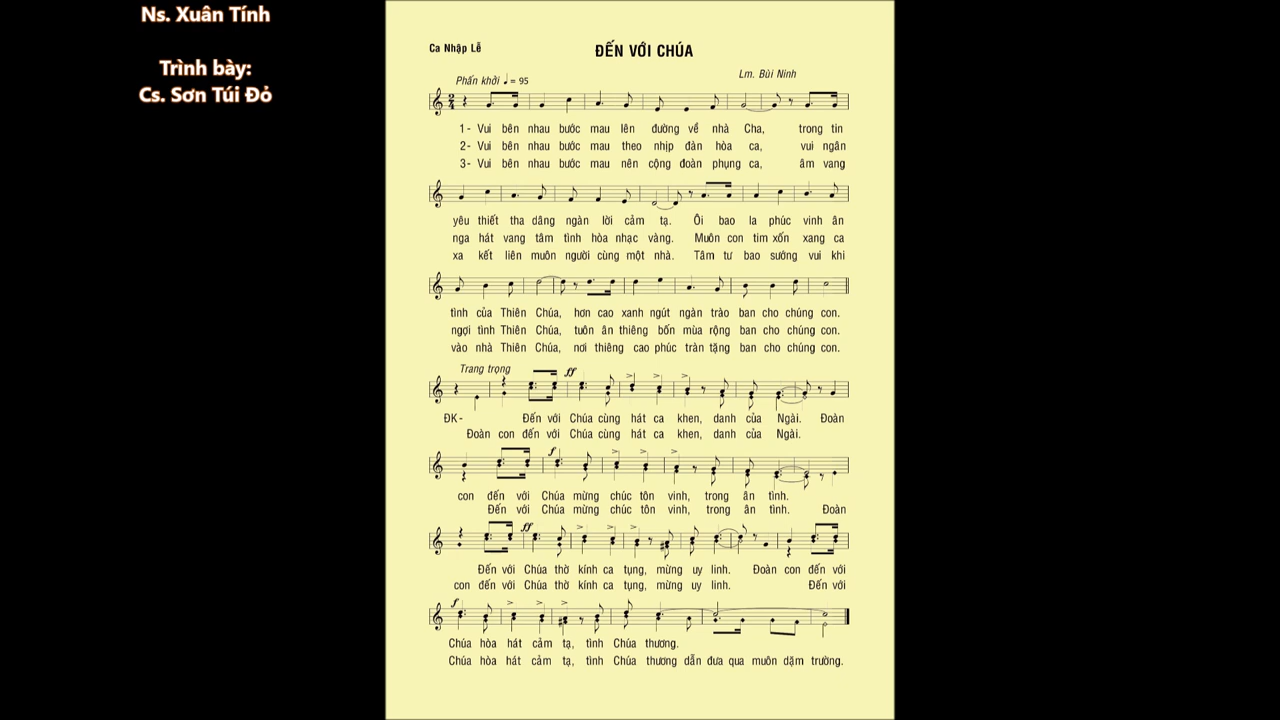 Ns. Xuân Tính
Trình bày:
Cs. Sơn Túi Đỏ
Ca Nhập Lễ
ĐẾN VỚI CHÚA
Phấn khởi ♩ = 95
Lm. Bùi Ninh
1- Vui bên nhau bước mau lên đường về nhà Cha, trong tin
2- Vui bên nhau bước mau theo nhịp đàn hòa ca, vui ngân
3- Vui bên nhau bước mau nên cộng đoàn phụng ca, âm vang
yêu thiết tha dâng ngàn lời cảm tạ. Ôi bao la phúc vinh ân
nga hát vang tâm tình hòa nhạc vàng. Muôn con tim xốn xang ca
xa kết liên muôn người cùng một nhà. Tâm tư bao sướng vui khi
tình của Thiên Chúa, hơn cao xanh ngút ngàn trào ban cho chúng con.
ngợi tình Thiên Chúa, tuôn ân thiêng bốn mùa rộng ban cho chúng con.
vào nhà Thiên Chúa, nơi thiêng cao phúc tràn tặng ban cho chúng con.
Trang trọng
ff
ĐK- Đến với Chúa cùng hát ca khen, danh của Ngài. Đoàn
Đoàn con đến với Chúa cùng hát ca khen, danh của Ngài.
f
con đến với Chúa mừng chúc tôn vinh, trong ân tình.
Đến với Chúa mừng chúc tôn vinh, trong ân tình. Đoàn
ff
Đến với Chúa thờ kính ca tụng, mừng uy linh. Đoàn con đến với
con đến với Chúa thờ kính ca tụng, mừng uy linh. Đến với
f
Chúa hòa hát cảm tạ, tình Chúa thương.
Chúa hòa hát cảm tạ, tình Chúa thương dẫn đưa qua muôn dặm trường.